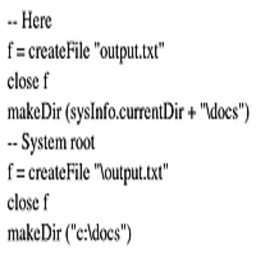 -- Here
f = createFile "output.txt"
close f
makeDir (sysInfo.currentDir + "\docs")
-- System root
f = createFile "\output.txt"
close f
makeDir ("c:\docs")